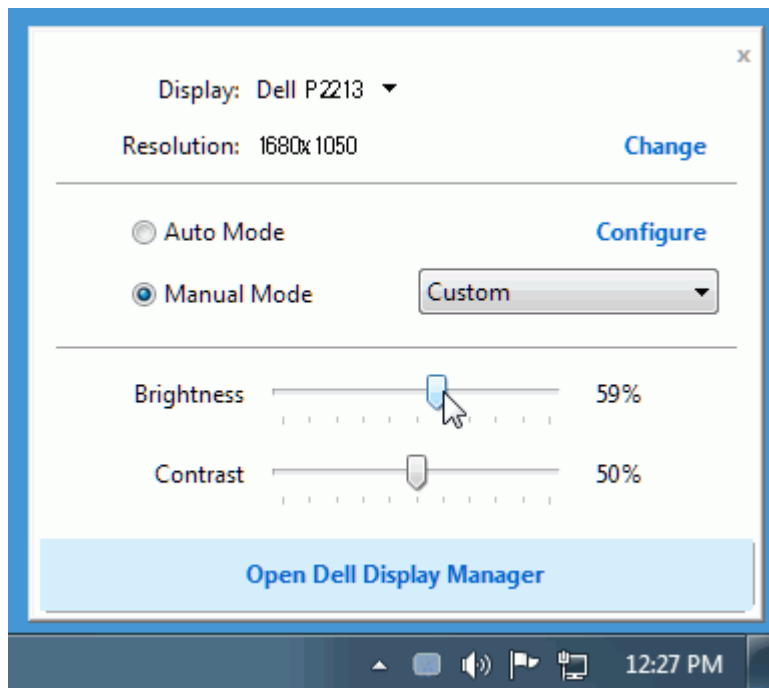 x
Display: Dell P2213
Resolution: 1680x1050 Change
Auto Mode Configure
Manual Mode Custom
Brightness 59%
Contrast 50%
Open Dell Display Manager
12:27 PM